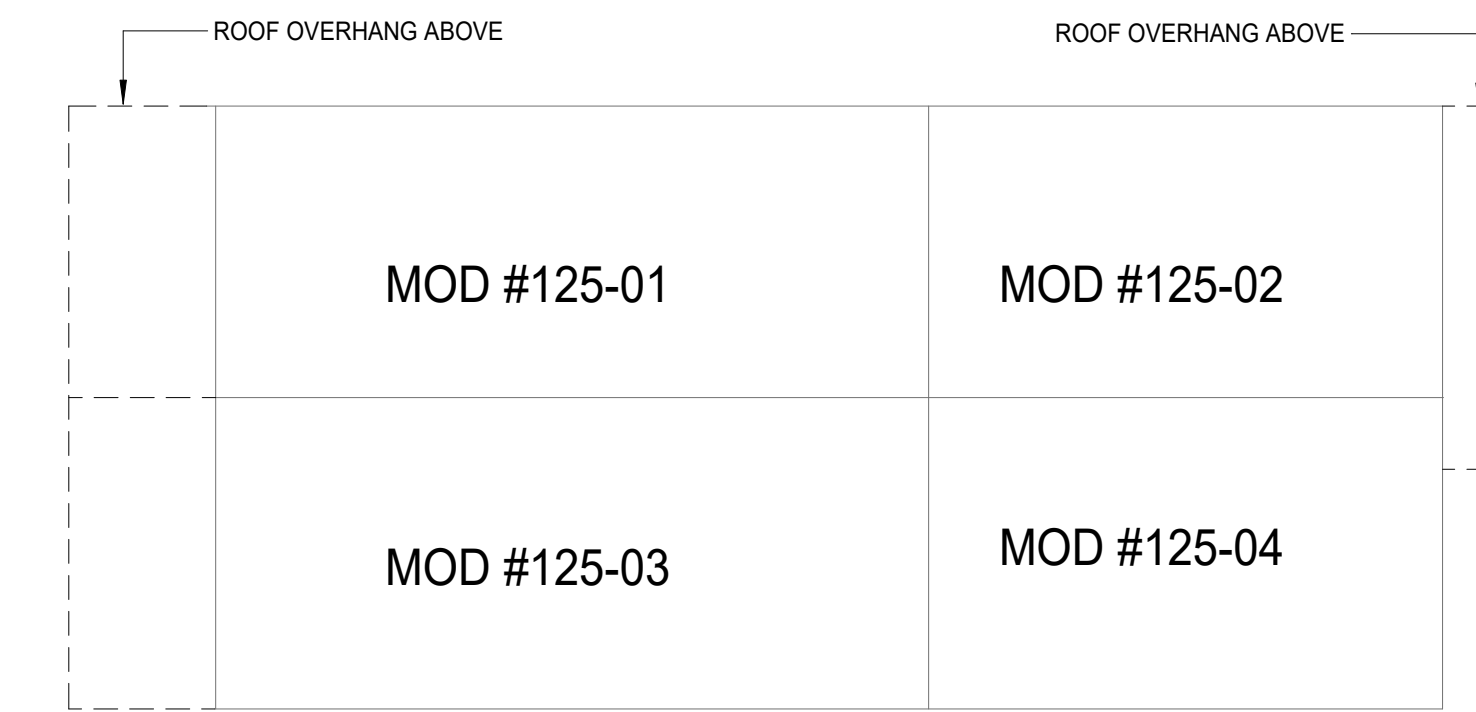 ROOF OVERHANG ABOVE
ROOF OVERHANG ABOVE
MOD #125-01
MOD #125-02
MOD #125-03
MOD #125-04